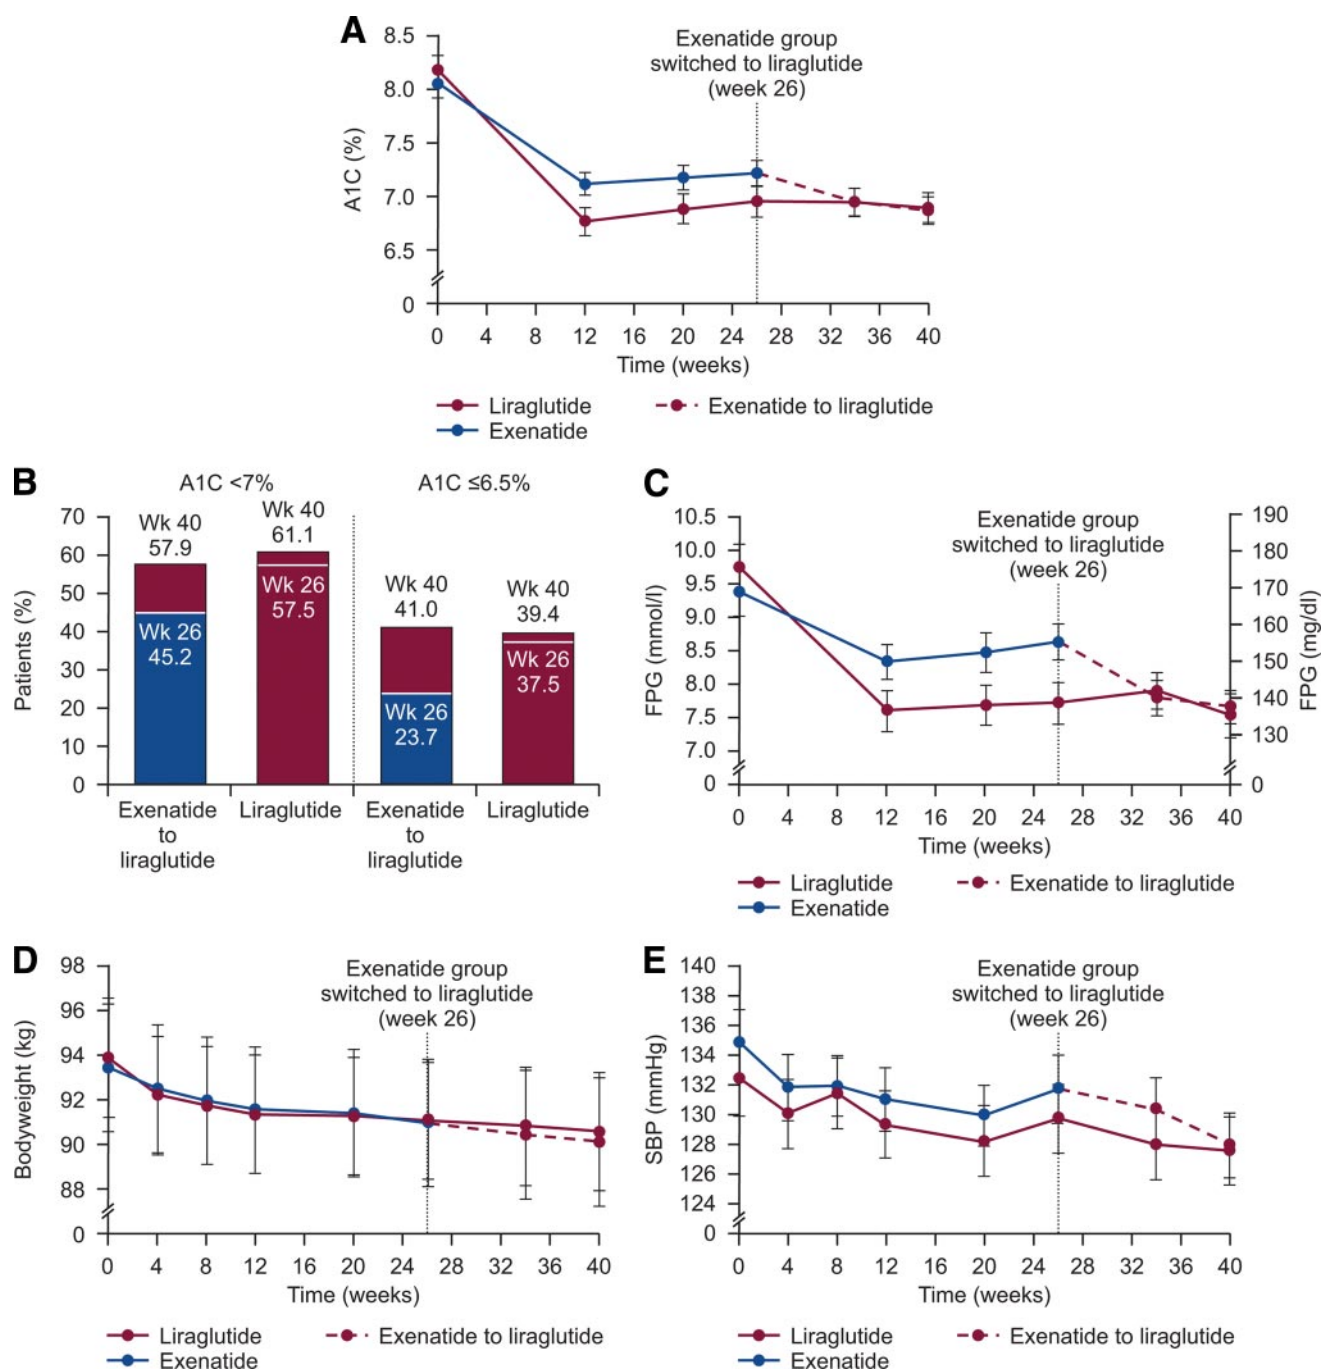 A
Exenatide group
switched to liraglutide
(week 26)
A1C (%)
8.5
8.0
7.5
7.0
6.5
0
0 4 8 12 16 20 24 28 32 36 40
Time (weeks)
Liraglutide
Exenatide to liraglutide
Exenatide
B
A1C <7%
A1C ≤6.5%
Patients (%)
70
60
50
40
30
20
10
0
Wk 40
57.9
Wk 26
45.2
Wk 40
61.1
Wk 26
57.5
Wk 40
41.0
Wk 26
23.7
Wk 40
39.4
Wk 26
37.5
Exenatide
to
liraglutide
Liraglutide
Exenatide
to
liraglutide
Liraglutide
C
Exenatide group
switched to liraglutide
(week 26)
FPG (mmol/l)
10.5
10.0
9.5
9.0
8.5
8.0
7.5
7.0
0
FPG (mg/dl)
190
180
170
160
150
140
130
0
0 4 8 12 16 20 24 28 32 36 40
Time (weeks)
Liraglutide
Exenatide to liraglutide
Exenatide
D
Exenatide group
switched to liraglutide
(week 26)
Bodyweight (kg)
98
96
94
92
90
88
0
0 4 8 12 16 20 24 28 32 36 40
Time (weeks)
Liraglutide
Exenatide to liraglutide
Exenatide
E
Exenatide group
switched to liraglutide
(week 26)
SBP (mmHg)
140
138
136
134
132
130
128
126
124
0
0 4 8 12 16 20 24 28 32 36 40
Time (weeks)
Liraglutide
Exenatide to liraglutide
Exenatide